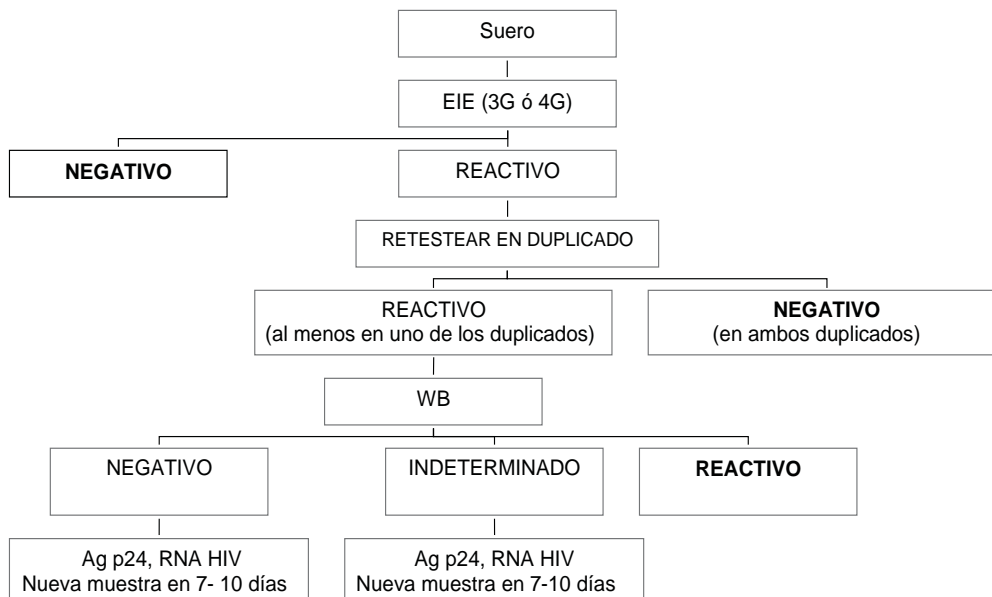 Suero
EIE (3G ó 4G)
NEGATIVO
REACTIVO
RETESTEAR EN DUPLICADO
REACTIVO
(al menos en uno de los duplicados)
NEGATIVO
(en ambos duplicados)
WB
NEGATIVO
INDETERMINADO
REACTIVO
Ag p24, RNA HIV
Nueva muestra en 7- 10 días
Ag p24, RNA HIV
Nueva muestra en 7-10 días